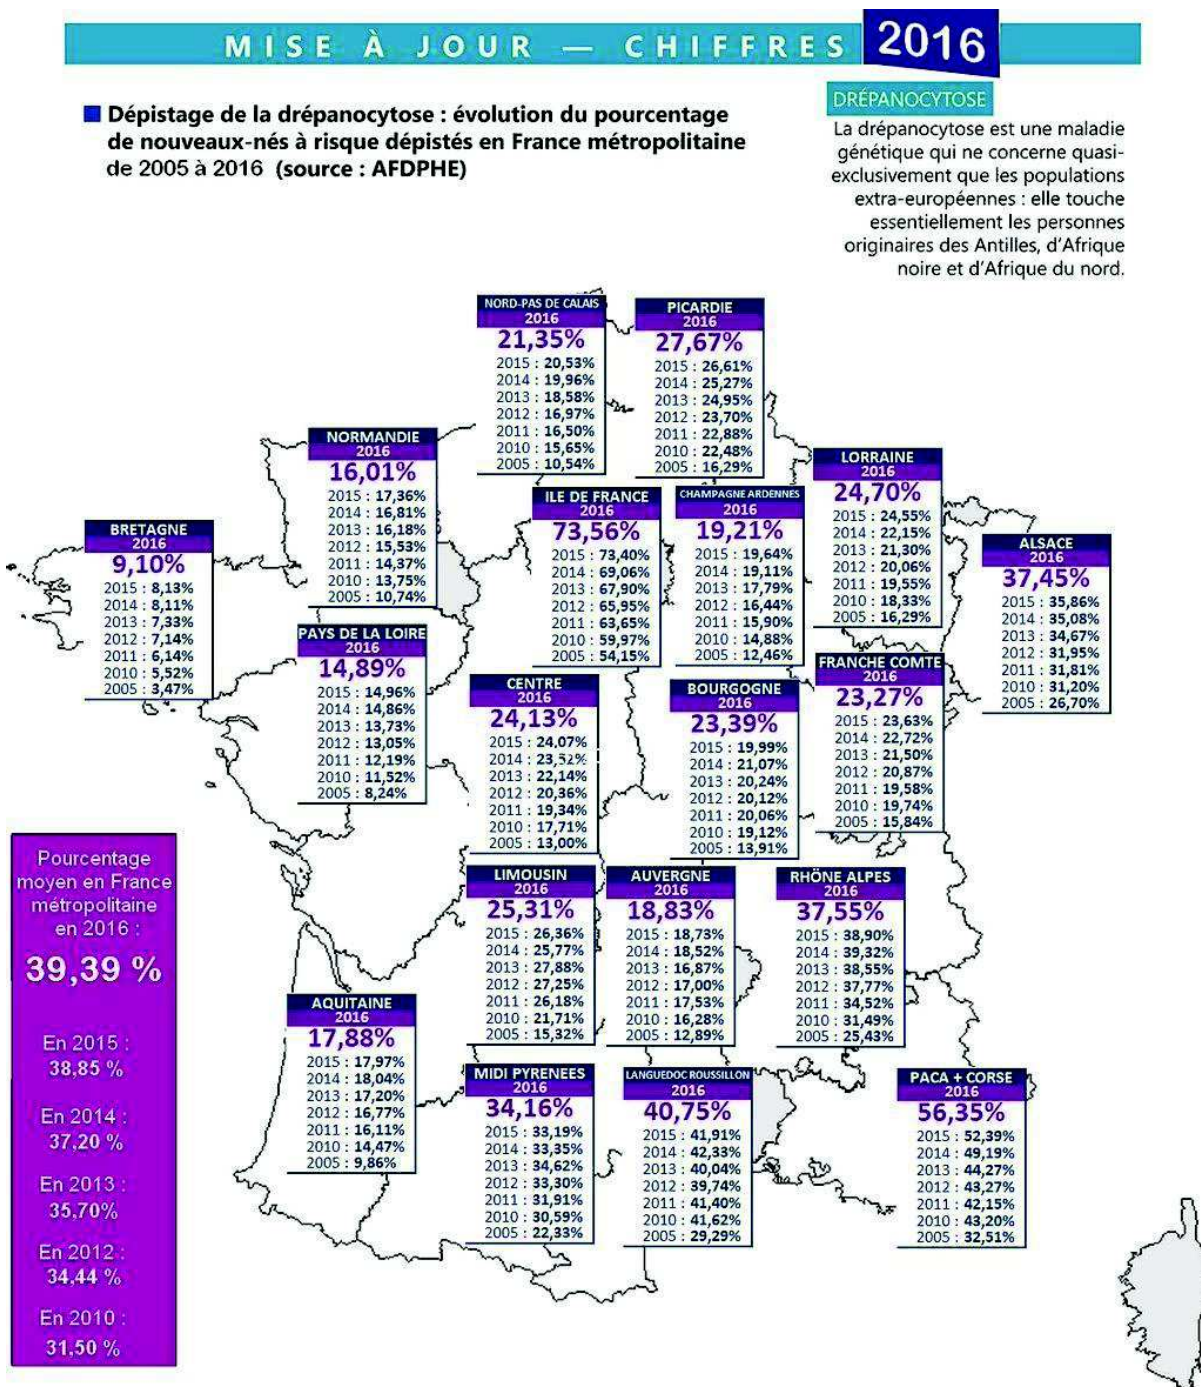 MISE À JOUR — CHIFFRES 2016
Dépistage de la drépanocytose : évolution du pourcentage
de nouveaux-nés à risque dépistés en France métropolitaine
de 2005 à 2016 (source : AFDPHE)
DRÉPANOCYTOSE
La drépanocytose est une maladie
génétique qui ne concerne quasi-
exclusivement que les populations
extra-européennes : elle touche
essentiellement les personnes
originaires des Antilles, d'Afrique
noire et d'Afrique du nord.
NORD-PAS DE CALAIS
2016
21,35%
2015 : 20,53%
2014 : 19,96%
2013 : 18,58%
2012 : 16,97%
2011 : 16,50%
2010 : 15,65%
2005 : 10,54%
PICARDIE
2016
27,67%
2015 : 26,61%
2014 : 25,27%
2013 : 24,95%
2012 : 23,70%
2011 : 22,88%
2010 : 22,48%
2005 : 16,29%
NORMANDIE
2016
16,01%
2015 : 17,36%
2014 : 16,81%
2013 : 16,18%
2012 : 15,53%
2011 : 14,37%
2010 : 13,75%
2005 : 10,74%
ILE DE FRANCE
2016
73,56%
2015 : 73,40%
2014 : 69,06%
2013 : 67,90%
2012 : 65,95%
2011 : 63,65%
2010 : 59,97%
2005 : 54,15%
CHAMPAGNE ARDENNES
2016
19,21%
2015 : 19,64%
2014 : 19,11%
2013 : 17,79%
2012 : 16,44%
2011 : 15,90%
2010 : 14,88%
2005 : 12,46%
LORRAINE
2016
24,70%
2015 : 24,55%
2014 : 22,15%
2013 : 21,30%
2012 : 20,06%
2011 : 19,55%
2010 : 18,33%
2005 : 16,29%
BRETAGNE
2016
9,10%
2015 : 8,13%
2014 : 8,11%
2013 : 7,33%
2012 : 7,14%
2011 : 6,14%
2010 : 5,52%
2005 : 3,47%
ALSACE
2016
37,45%
2015 : 35,86%
2014 : 35,08%
2013 : 34,67%
2012 : 31,95%
2011 : 31,81%
2010 : 31,20%
2005 : 26,70%
PAYS DE LA LOIRE
2016
14,89%
2015 : 14,96%
2014 : 14,86%
2013 : 13,73%
2012 : 13,05%
2011 : 12,19%
2010 : 11,52%
2005 : 8,24%
CENTRE
2016
24,13%
2015 : 24,07%
2014 : 23,52%
2013 : 22,14%
2012 : 20,36%
2011 : 19,34%
2010 : 17,71%
2005 : 13,00%
BOURGOGNE
2016
23,39%
2015 : 19,99%
2014 : 21,07%
2013 : 20,24%
2012 : 20,12%
2011 : 20,06%
2010 : 19,12%
2005 : 13,91%
FRANCHE COMTE
2016
23,27%
2015 : 23,63%
2014 : 22,72%
2013 : 21,50%
2012 : 20,87%
2011 : 19,58%
2010 : 19,74%
2005 : 15,84%
LIMOUSIN
2016
25,31%
2015 : 26,36%
2014 : 25,77%
2013 : 27,88%
2012 : 27,25%
2011 : 26,18%
2010 : 21,71%
2005 : 15,32%
AUVERGNE
2016
18,83%
2015 : 18,73%
2014 : 18,52%
2013 : 16,87%
2012 : 17,00%
2011 : 17,53%
2010 : 16,28%
2005 : 12,89%
RHÖNE ALPES
2016
37,55%
2015 : 38,90%
2014 : 39,32%
2013 : 38,55%
2012 : 37,77%
2011 : 34,52%
2010 : 31,49%
2005 : 25,43%
AQUITAINE
2016
17,88%
2015 : 17,97%
2014 : 18,04%
2013 : 17,20%
2012 : 16,77%
2011 : 16,11%
2010 : 14,47%
2005 : 9,86%
MIDI PYRENEES
2016
34,16%
2015 : 33,19%
2014 : 33,35%
2013 : 34,62%
2012 : 33,30%
2011 : 31,91%
2010 : 30,59%
2005 : 22,33%
LANGUEDOC ROUSSILLON
2016
40,75%
2015 : 41,91%
2014 : 42,33%
2013 : 40,04%
2012 : 39,74%
2011 : 41,40%
2010 : 41,62%
2005 : 29,29%
PACA + CORSE
2016
56,35%
2015 : 52,39%
2014 : 49,19%
2013 : 44,27%
2012 : 43,27%
2011 : 42,15%
2010 : 43,20%
2005 : 32,51%
Pourcentage
moyen en France
métropolitaine
en 2016 :
39,39 %
En 2015 :
38,85 %
En 2014 :
37,20 %
En 2013 :
35,70%
En 2012 :
34,44 %
En 2010 :
31,50 %